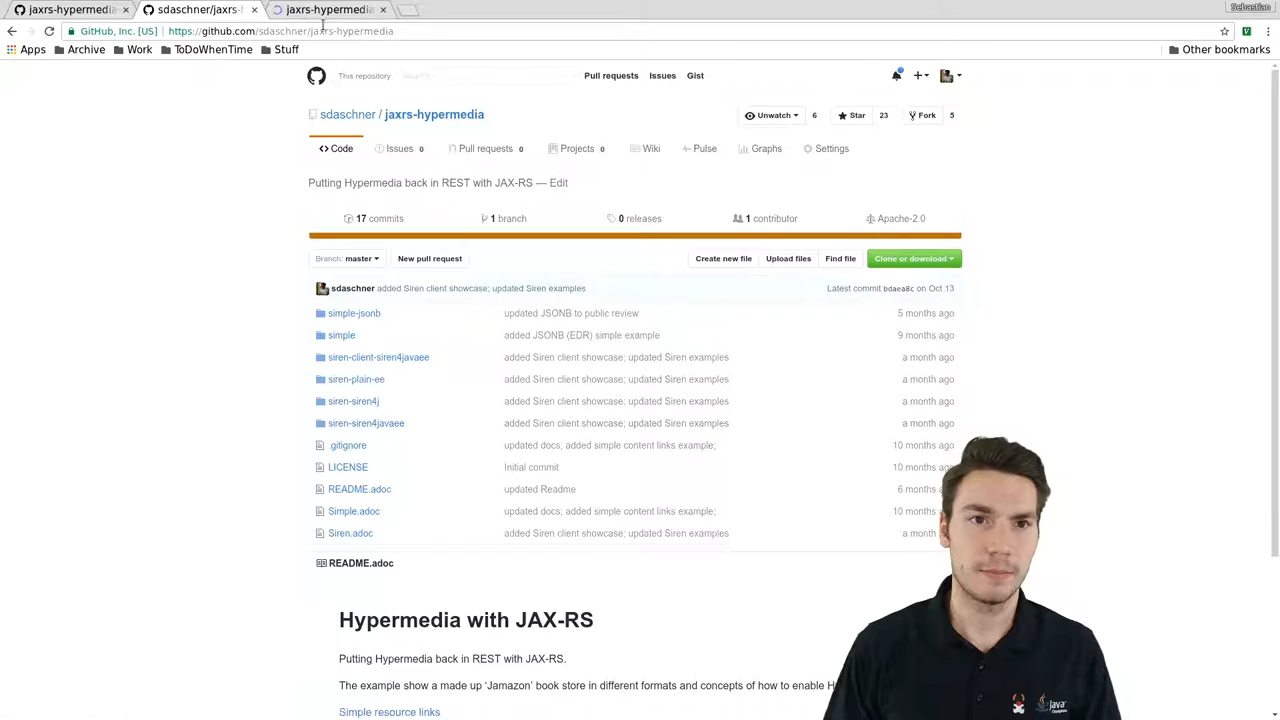 jaxrs-hypermedia
sdaschner/jaxrs-h
jaxrs-hypermedia
Sebastian
GitHub, Inc. [US] https://github.com/sdaschner/jaxrs-hypermedia
Apps Archive Work ToDoWhenTime Stuff Other bookmarks
This repository Pull requests Issues Gist
sdaschner / jaxrs-hypermedia Unwatch 6 Star 23 Fork 5
Code Issues 0 Pull requests 0 Projects 0 Wiki Pulse Graphs Settings
Putting Hypermedia back in REST with JAX-RS — Edit
17 commits 1 branch 0 releases 1 contributor Apache-2.0
Branch: master New pull request Create new file Upload files Find file Clone or download
sdaschner added Siren client showcase; updated Siren examples Latest commit bdaea8c on Oct 13
simple-jsonb updated JSONB to public review 5 months ago
simple added JSONB (EDR) simple example 9 months ago
siren-client-siren4javaee added Siren client showcase; updated Siren examples a month ago
siren-plain-ee added Siren client showcase; updated Siren examples a month ago
siren-siren4j added Siren client showcase; updated Siren examples a month ago
siren-siren4javaee added Siren client showcase; updated Siren examples a month ago
.gitignore updated docs; added simple content links example; 10 months ago
LICENSE Initial commit 10 months ago
README.adoc updated Readme 6 months
Simple.adoc updated docs; added simple content links example; 10 months
Siren.adoc added Siren client showcase; updated Siren examples a month
README.adoc
Hypermedia with JAX-RS
Putting Hypermedia back in REST with JAX-RS.
The example show a made up ‘Jamazon’ book store in different formats and concepts of how to enable H
Simple resource links
Java